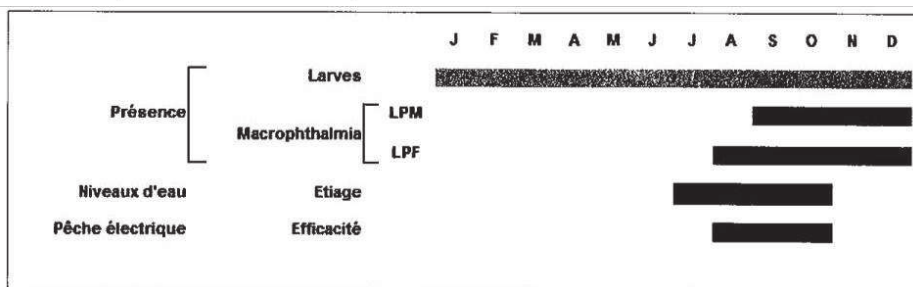 J F M A M J J A S O N D
Larves
Présence
LPM
Macrophthalmia
LPF
Niveaux d'eau Etiage
Pêche électrique Efficacité